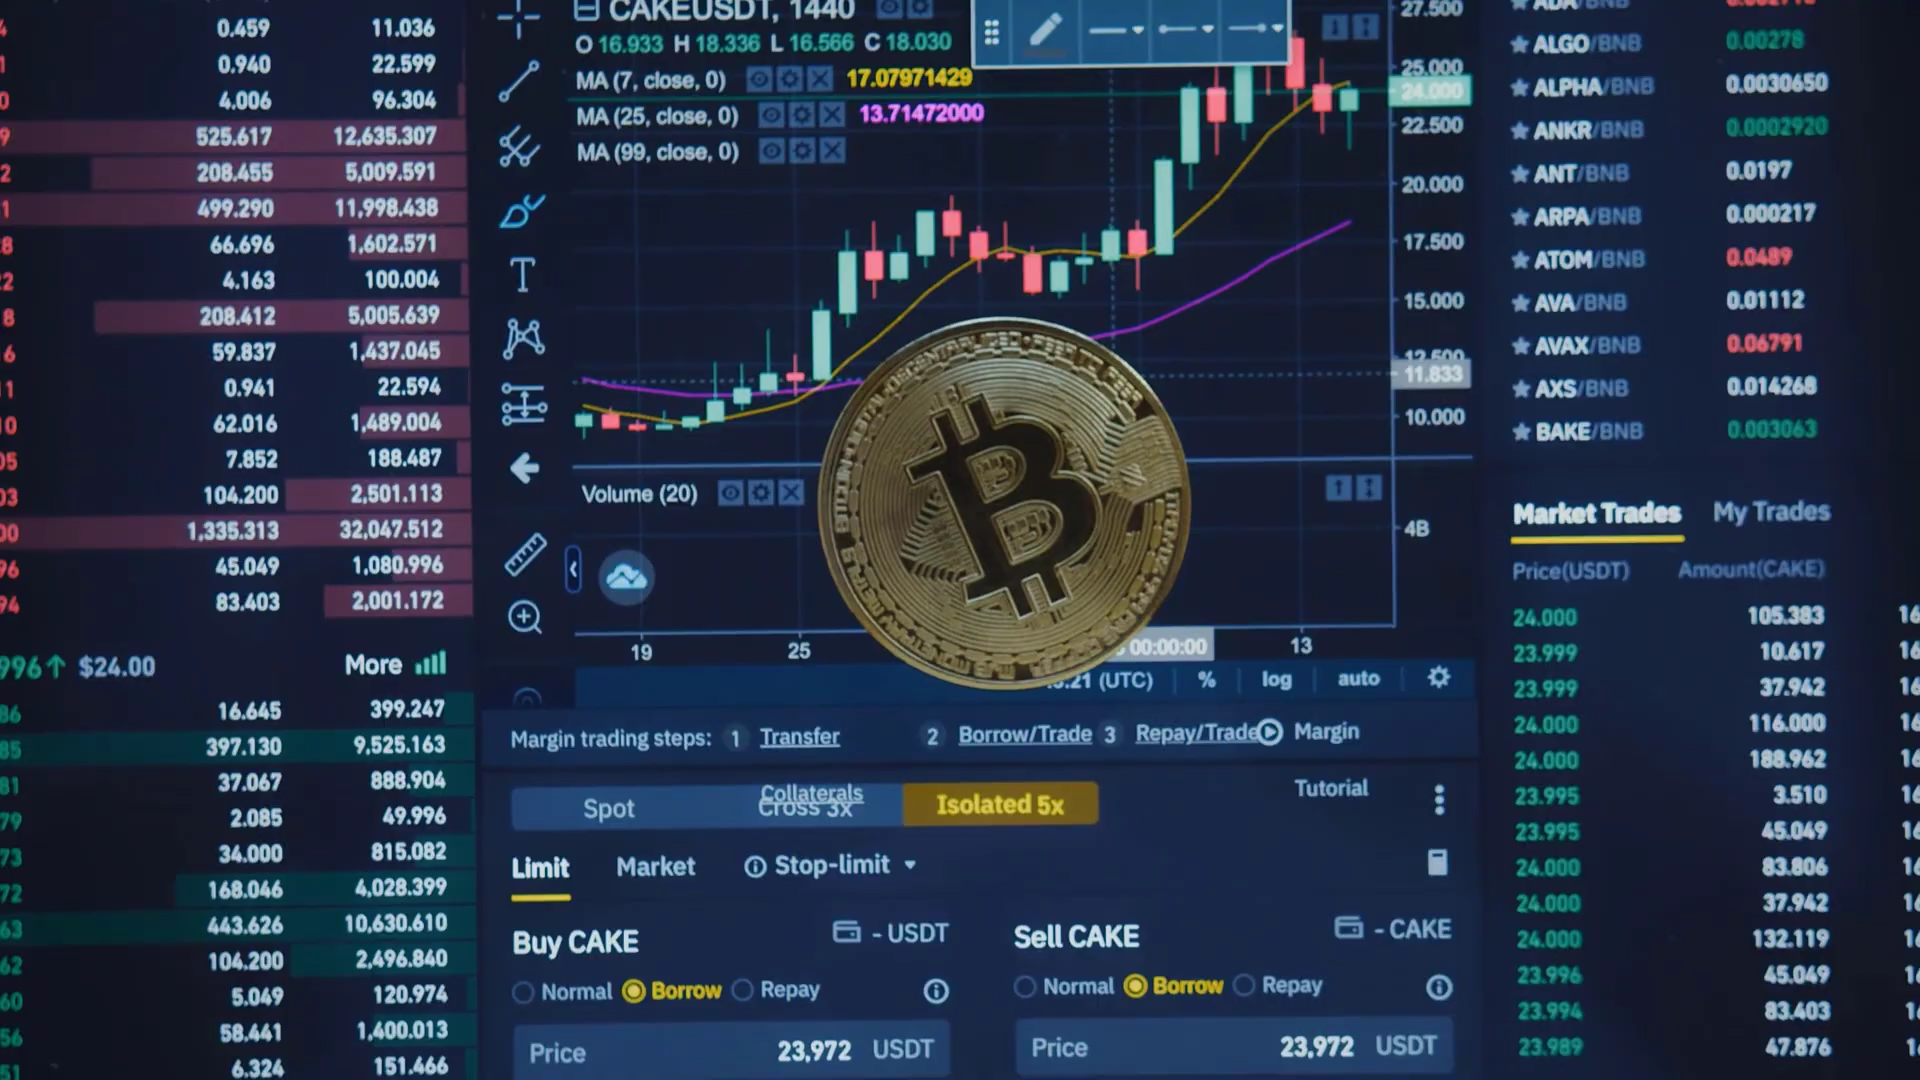 0.459 11.036
0.940 22.599
4.006 96.304
525.617 12,635.307
208.455 5,009.591
499.290 11,998.438
66.696 1,602.571
4.163 100.004
208.412 5,005.639
59.837 1,437.045
0.941 22.594
62.016 1,489.004
7.852 188.487
104.200 2,501.113
1,335.313 32,047.512
45.049 1,080.996
83.403 2,001.172
996↑ $24.00 More
16.645 399.247
397.130 9,525.163
37.067 888.904
2.085 49.996
34.000 815.082
168.046 4,028.399
443.626 10,630.610
104.200 2,496.840
5.049 120.974
58.441 1,400.013
6.324 151.466
CAKEUSDT, 1440
O 16.933 H 18.336 L 16.566 C 18.030
MA (7, close, 0) 17.07971429
MA (25, close, 0) 13.71472000
MA (99, close, 0)
27.500
25.000
24.000
22.500
20.000
17.500
15.000
12.500
11.833
10.000
Volume (20)
4B
19 25 00:00:00 13
(UTC) % log auto
Margin trading steps: 1 Transfer 2 Borrow/Trade 3 Repay/Trade Margin
Tutorial
Spot Collaterals Cross 3x Isolated 5x
Limit Market Stop-limit
Buy CAKE - USDT Sell CAKE - CAKE
Normal Borrow Repay Normal Borrow Repay
Price 23,972 USDT Price 23,972 USDT
ALGO/BNB 0.00278
ALPHA/BNB 0.0030650
ANKR/BNB 0.0002920
ANT/BNB 0.0197
ARPA/BNB 0.000217
ATOM/BNB 0.0489
AVA/BNB 0.01112
AVAX/BNB 0.06791
AXS/BNB 0.014268
BAKE/BNB 0.003063
Market Trades My Trades
Price(USDT) Amount(CAKE)
24.000 105.383
23.999 10.617
23.999 37.942
24.000 116.000
24.000 188.962
23.995 3.510
23.995 45.049
24.000 83.806
24.000 37.942
24.000 132.119
23.996 45.049
23.994 83.403
23.989 47.876